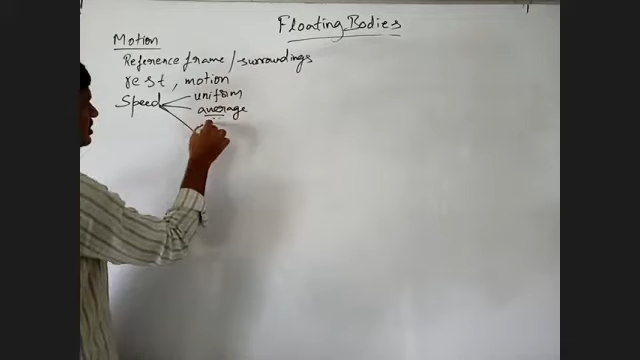 Floating Bodies
Motion
Reference frame / surroundings
rest, motion
Speed
uniform
average